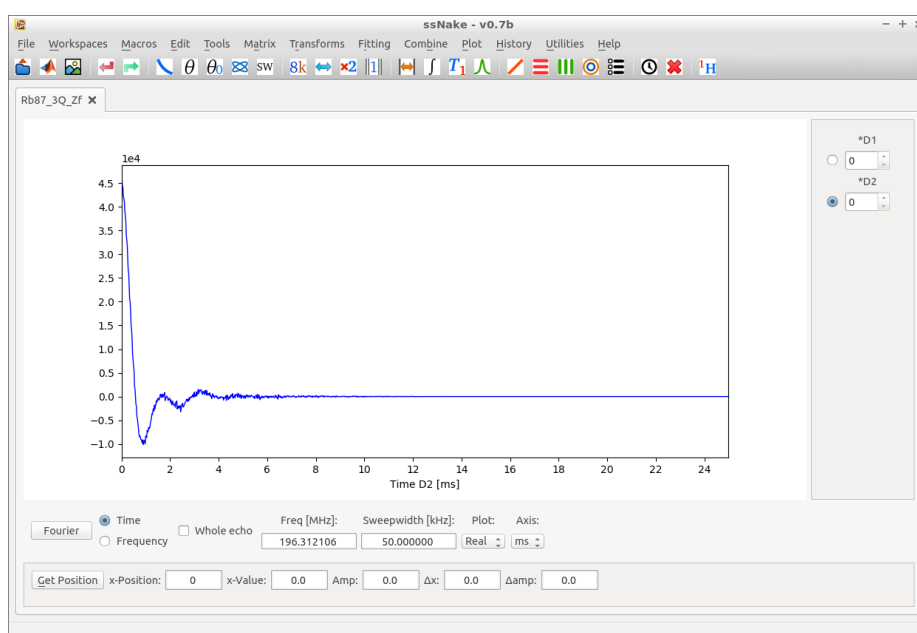 ssNake - v0.7b
File Workspaces Macros Edit Tools Matrix Transforms Fitting Combine Plot History Utilities Help
θ θ0 SW 8k ×2 ||1|| ∫ T1 1H
Rb87_3Q_Zf
1e4
4.5
4.0
3.5
3.0
2.5
2.0
1.5
1.0
0.5
0.0
−0.5
−1.0
0 2 4 6 8 10 12 14 16 18 20 22 24
Time D2 [ms]
*D1
0
*D2
0
Fourier
Time
Frequency
Whole echo
Freq [MHz]: Sweepwidth [kHz]: Plot: Axis:
196.312106 50.000000 Real ms
Get Position x-Position: 0 x-Value: 0.0 Amp: 0.0 Δx: 0.0 Δamp: 0.0